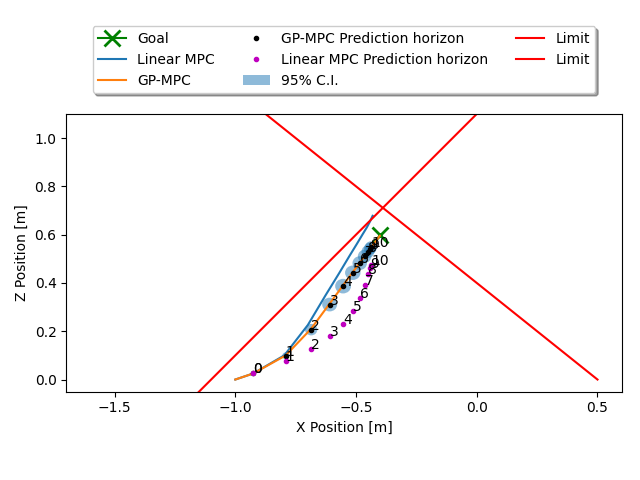 Goal
GP-MPC Prediction horizon
Limit
Linear MPC
Linear MPC Prediction horizon
Limit
GP-MPC
95% C.I.
1.0
0.8
0.6
0.4
0.2
0.0
Z Position [m]
10
10
7
6
5
4
4
3
3
2
2
1
1
0
0
−1.5
−1.0
−0.5
0.0
0.5
X Position [m]